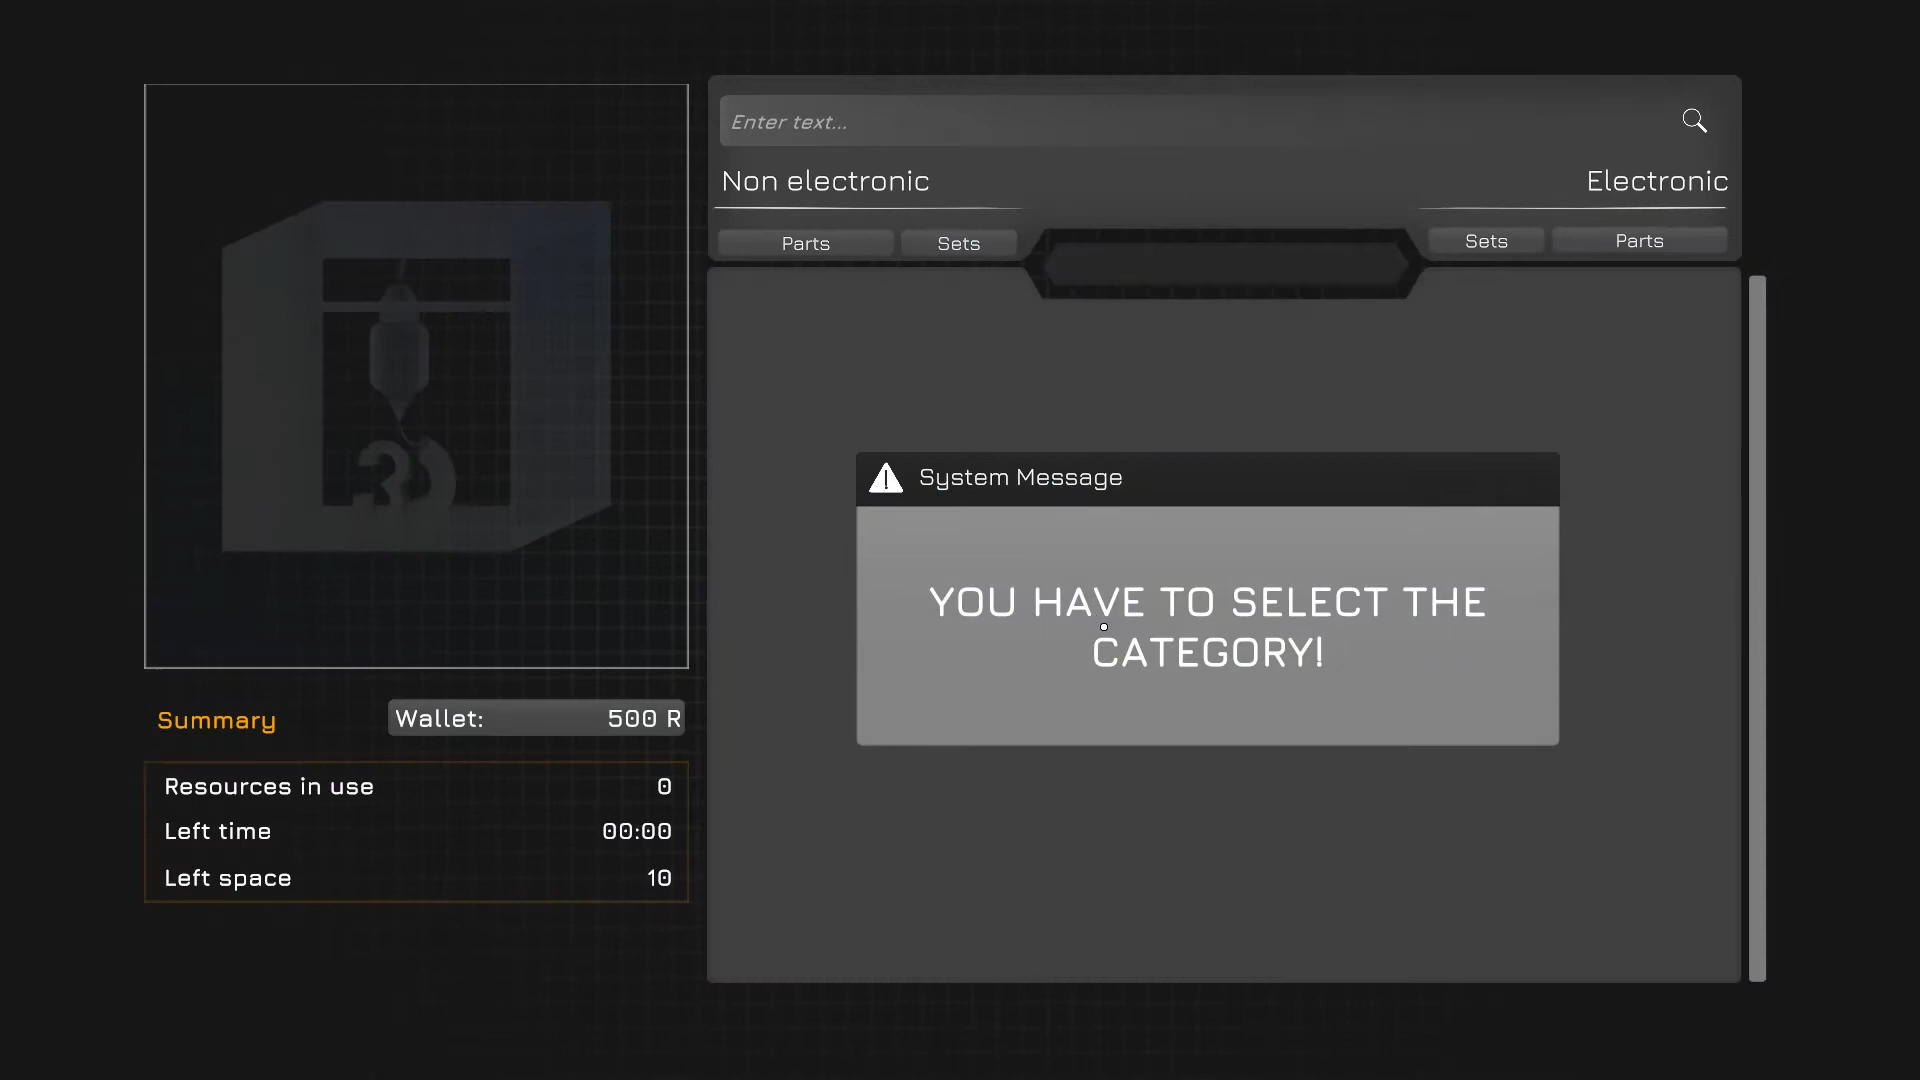 Enter text...
Non electronic
Electronic
Parts
Sets
Sets
Parts
3D
System Message
YOU HAVE TO SELECT THE
CATEGORY!
Summary
Wallet: 500 R
Resources in use 0
Left time 00:00
Left space 10